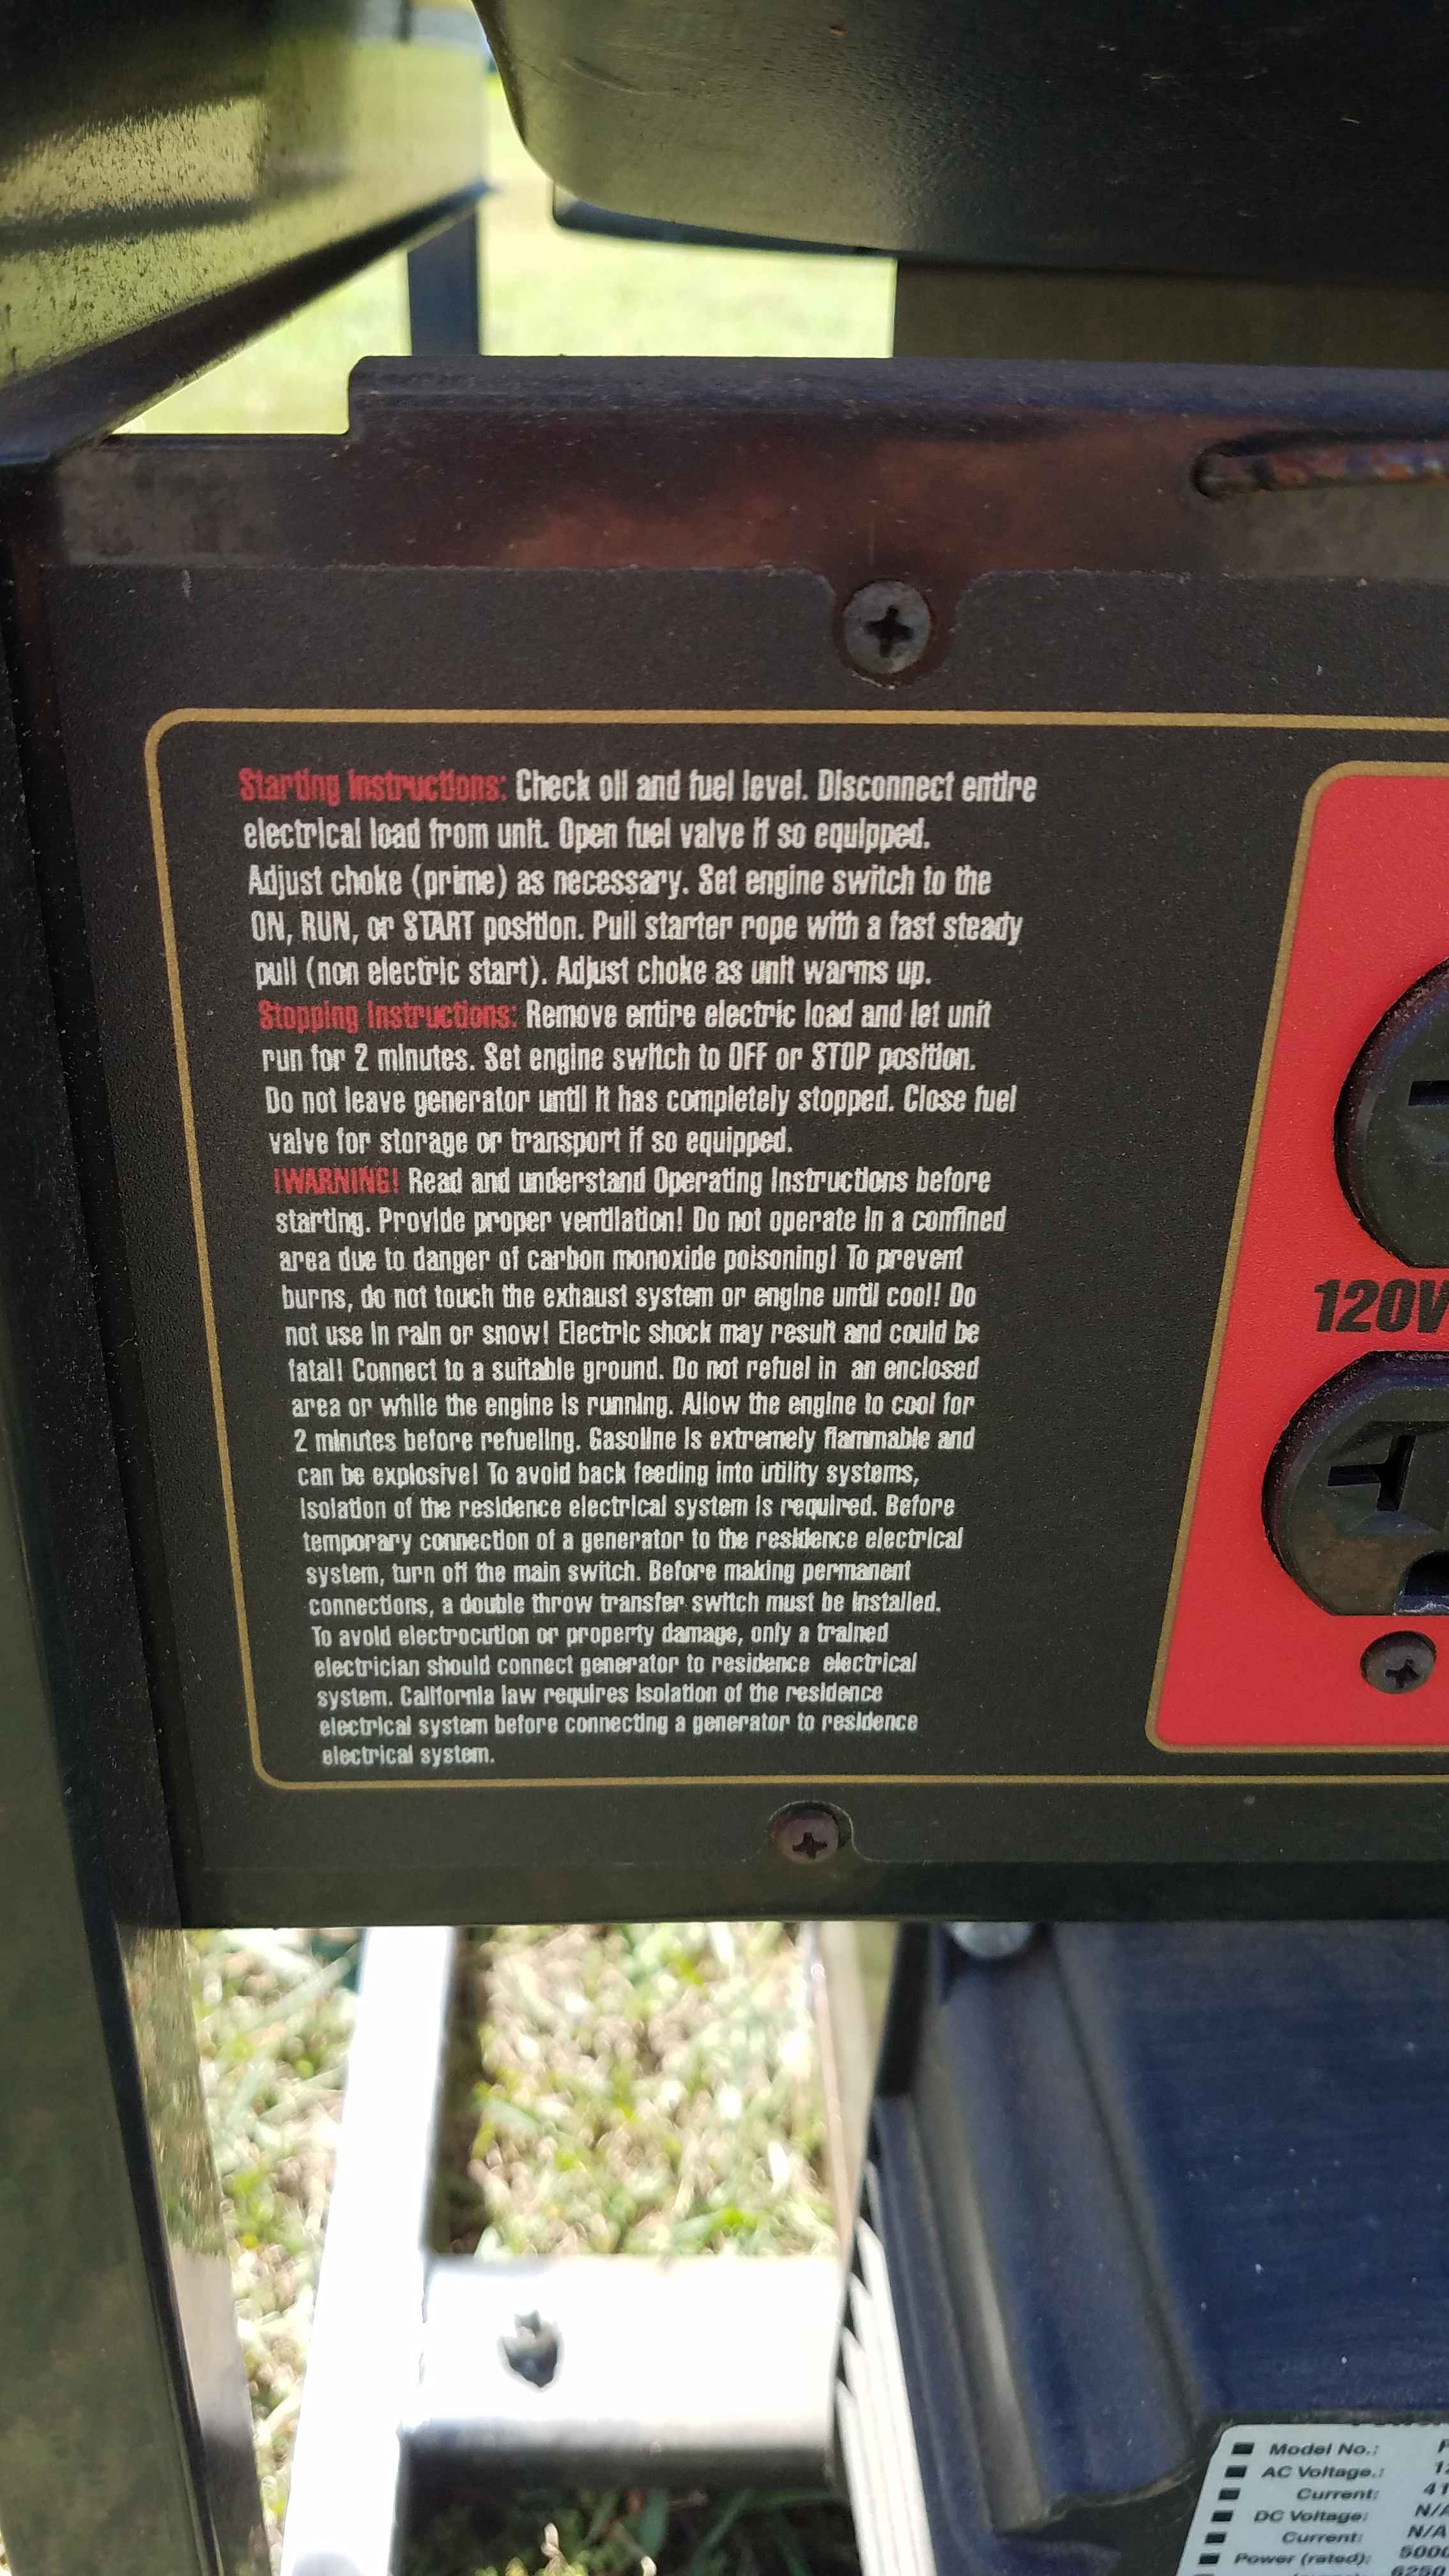 Starting Instructions: Check oil and fuel level. Disconnect entire
electrical load from unit. Open fuel valve if so equipped.
Adjust choke (prime) as necessary. Set engine switch to the
ON, RUN, or START position. Pull starter rope with a fast steady
pull (non electric start). Adjust choke as unit warms up.
Stopping Instructions: Remove entire electric load and let unit
run for 2 minutes. Set engine switch to OFF or STOP position.
Do not leave generator until it has completely stopped. Close fuel
valve for storage or transport if so equipped.
!WARNING! Read and understand Operating Instructions before
starting. Provide proper ventilation! Do not operate in a confined
area due to danger of carbon monoxide poisoning! To prevent
burns, do not touch the exhaust system or engine until cool! Do
not use in rain or snow! Electric shock may result and could be
fatal! Connect to a suitable ground. Do not refuel in an enclosed
area or while the engine is running. Allow the engine to cool for
2 minutes before refueling. Gasoline is extremely flammable and
can be explosive! To avoid back feeding into utility systems,
isolation of the residence electrical system is required. Before
temporary connection of a generator to the residence electrical
system, turn off the main switch. Before making permanent
connections, a double throw transfer switch must be installed.
To avoid electrocution or property damage, only a trained
electrician should connect generator to residence electrical
system. California law requires isolation of the residence
electrical system before connecting a generator to residence
electrical system.
120V
Model No.:
AC Voltage.:
Current: 41
DC Voltage: N/A
Current: N/A
Power (rated): 5000